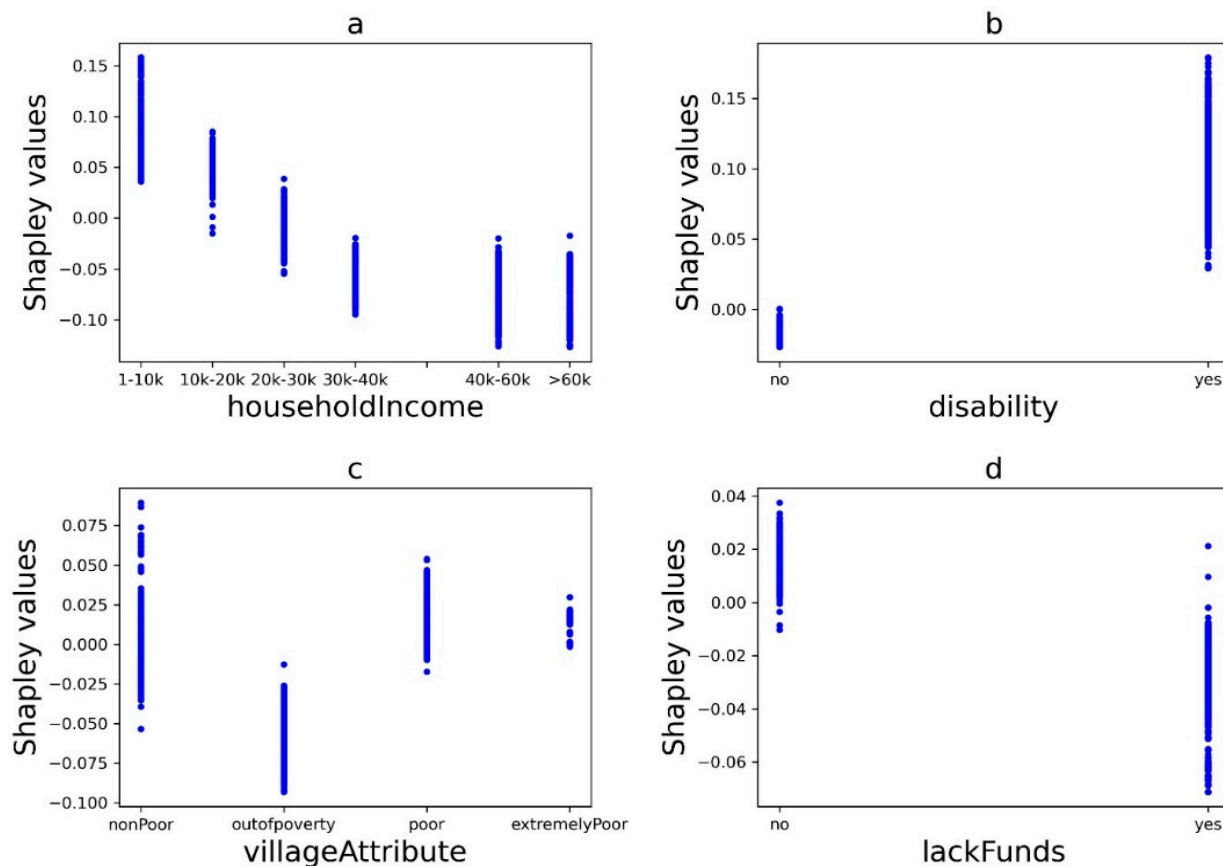 a
Shapley values
0.15
0.10
0.05
0.00
−0.05
−0.10
1-10k 10k-20k 20k-30k 30k-40k 40k-60k >60k
householdIncome
b
Shapley values
0.15
0.10
0.05
0.00
no yes
disability
c
Shapley values
0.075
0.050
0.025
0.000
−0.025
−0.050
−0.075
−0.100
nonPoor outofpoverty poor extremelyPoor
villageAttribute
d
Shapley values
0.04
0.02
0.00
−0.02
−0.04
−0.06
no yes
lackFunds